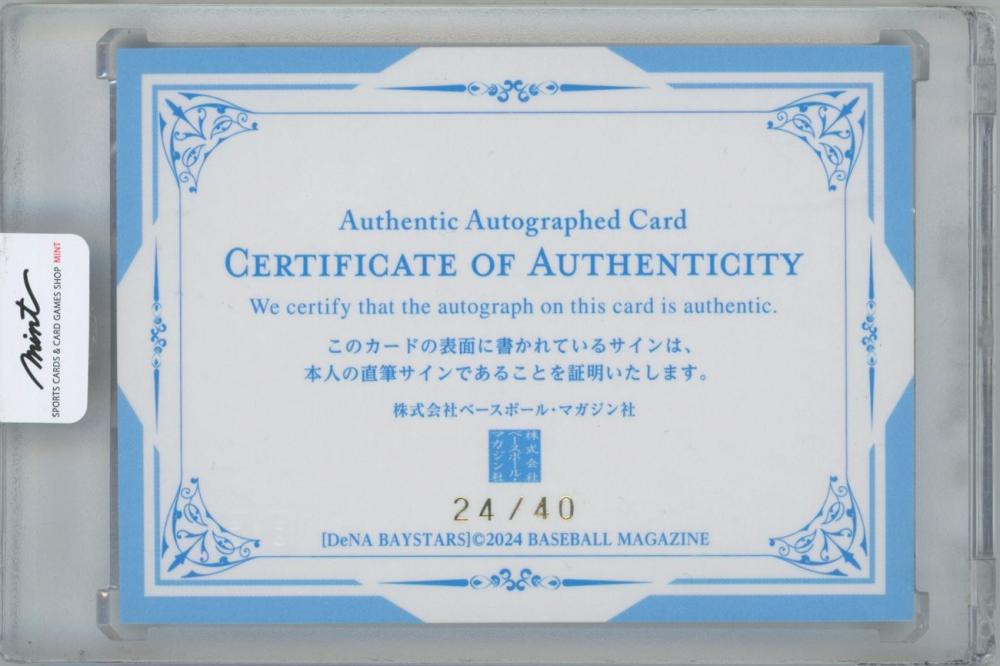 Authentic Autographed Card
CERTIFICATE OF AUTHENTICITY
We certify that the autograph on this card is authentic.
このカードの表面に書かれているサインは、
本人の直筆サインであることを証明いたします。
株式会社ベースボール・マガジン社
株式会社
ベースボール・
マガジン社
24/40
[DeNA BAYSTARS]©2024 BASEBALL MAGAZINE
mint
SPORTS CARDS & CARD GAMES SHOP MINT